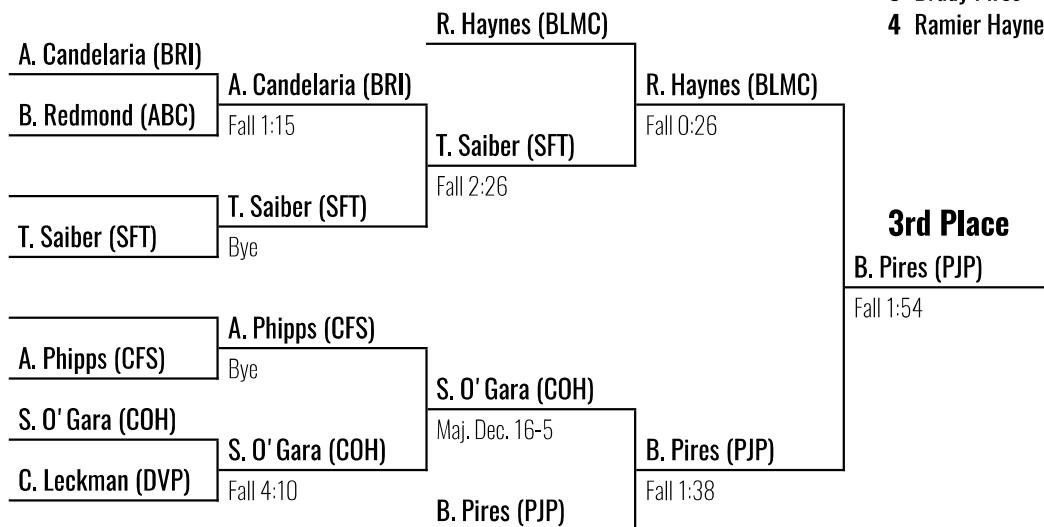 4 Ramier Hayne
R. Haynes (BLMC)
A. Candelaria (BRI)
A. Candelaria (BRI)
R. Haynes (BLMC)
B. Redmond (ABC)
Fall 1:15
Fall 0:26
T. Saiber (SFT)
Fall 2:26
T. Saiber (SFT)
3rd Place
T. Saiber (SFT)
Bye
B. Pires (PJP)
Fall 1:54
A. Phipps (CFS)
A. Phipps (CFS)
Bye
S. O' Gara (COH)
S. O' Gara (COH)
Maj. Dec. 16-5
S. O' Gara (COH)
B. Pires (PJP)
C. Leckman (DVP)
Fall 4:10
Fall 1:38
B. Pires (PJP)